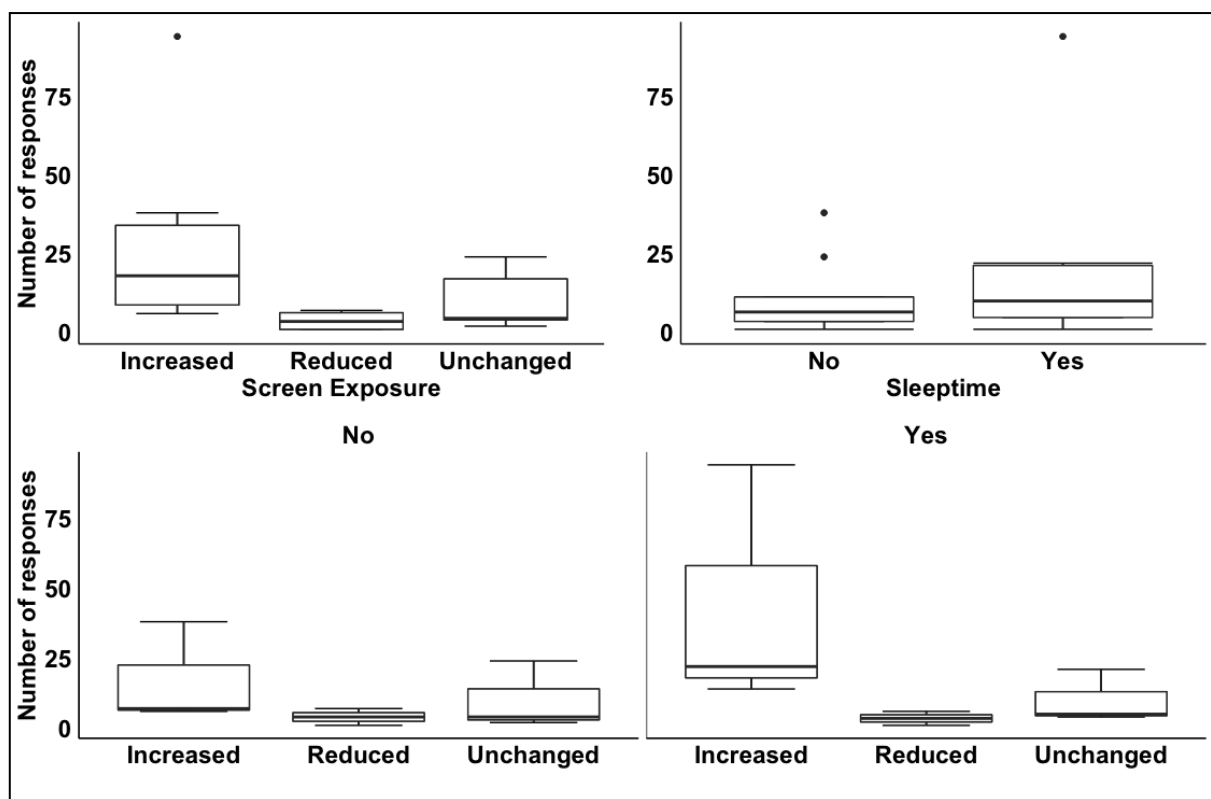 Number of responses
75
50
25
0
Increased Reduced Unchanged
Screen Exposure
75
50
25
0
No Yes
Sleeptime
No
Number of responses
75
50
25
0
Increased Reduced Unchanged
Yes
Increased Reduced Unchanged